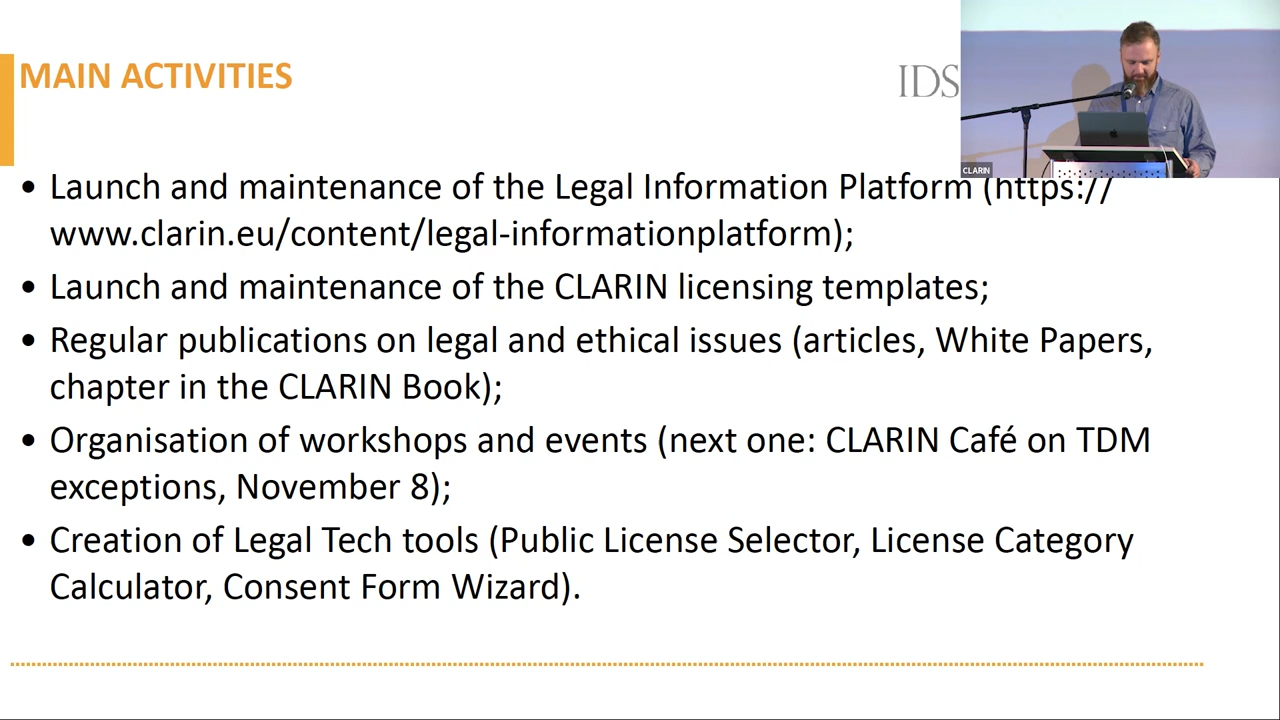 MAIN ACTIVITIES
IDS
CLARIN
• Launch and maintenance of the Legal Information Platform (https://
www.clarin.eu/content/legal-informationplatform);
• Launch and maintenance of the CLARIN licensing templates;
• Regular publications on legal and ethical issues (articles, White Papers,
chapter in the CLARIN Book);
• Organisation of workshops and events (next one: CLARIN Café on TDM
exceptions, November 8);
• Creation of Legal Tech tools (Public License Selector, License Category
Calculator, Consent Form Wizard).